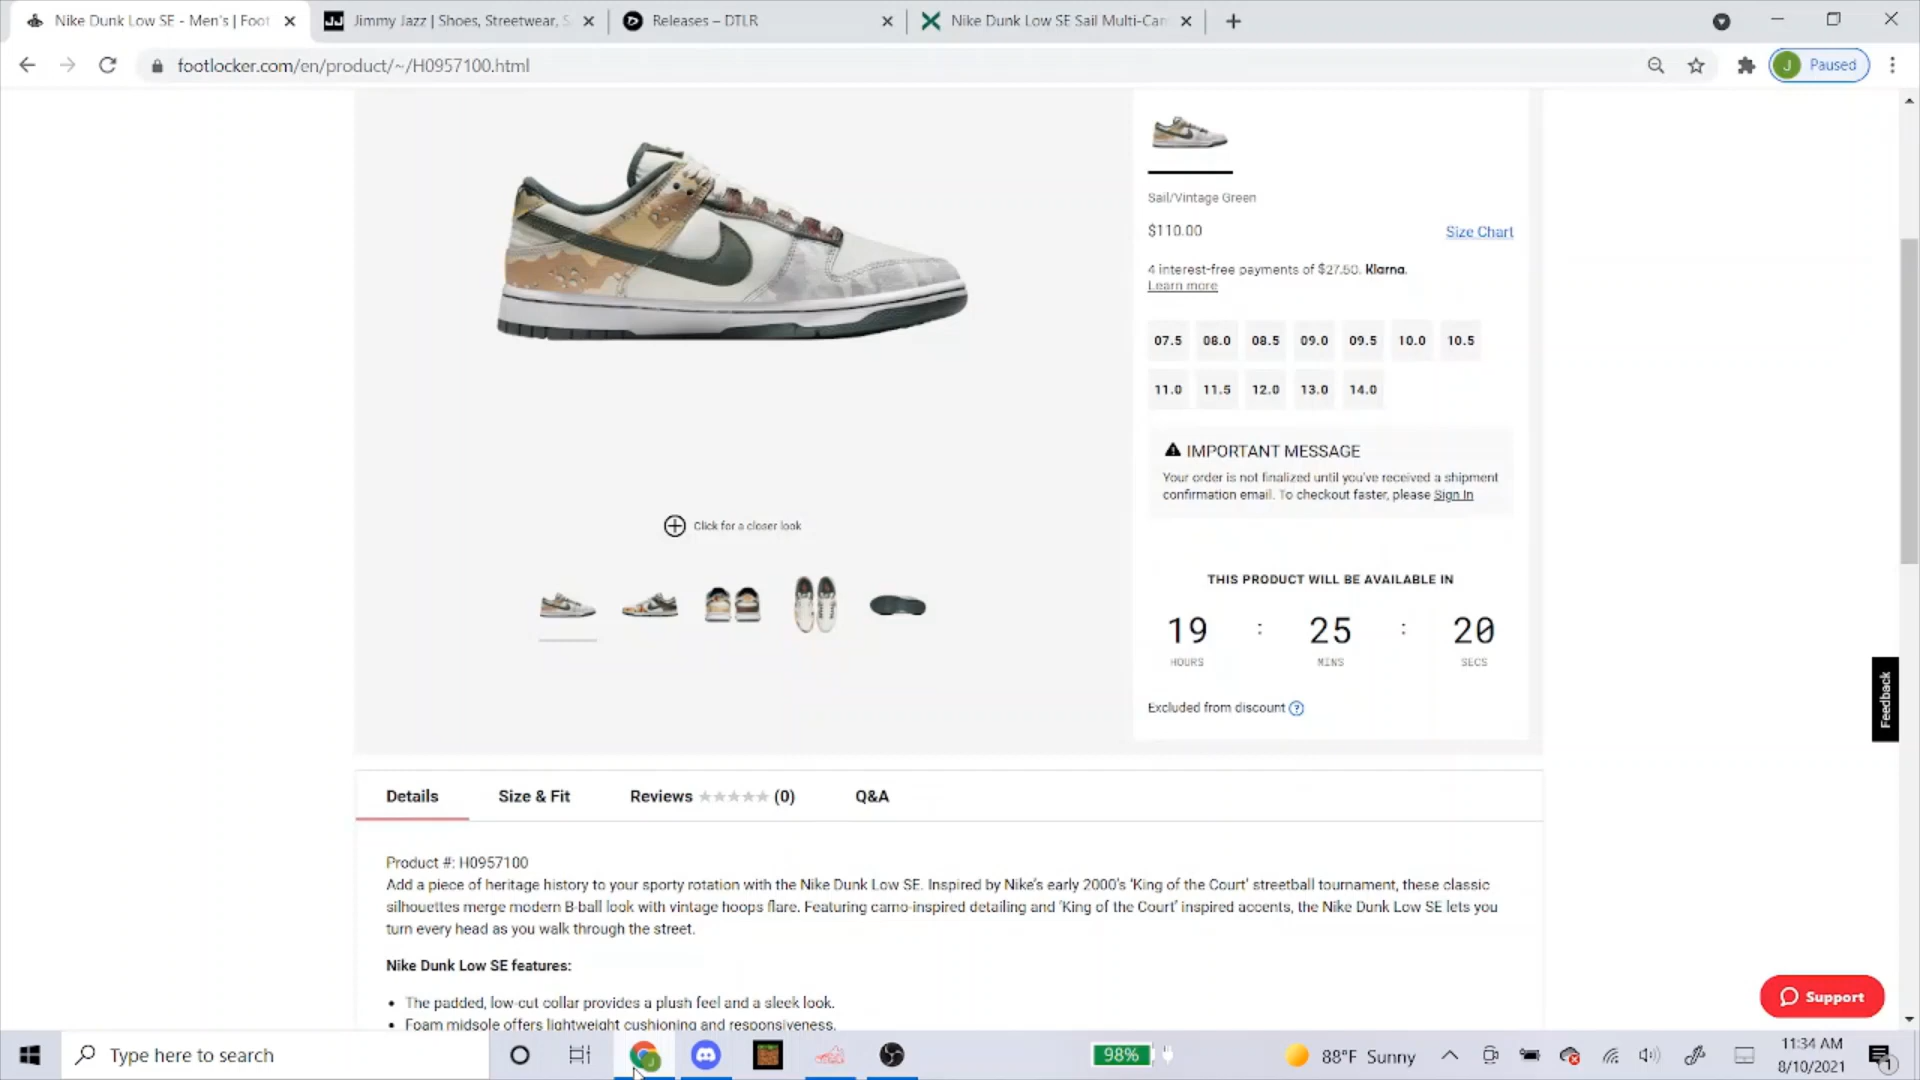 Nike Dunk Low SE - Men's | Foot
Jimmy Jazz | Shoes, Streetwear, S
Releases – DTLR
Nike Dunk Low SE Sail Multi-Cam
footlocker.com/en/product/~/H0957100.html
J
Paused
Sail/Vintage Green
$110.00
Size Chart
4 interest-free payments of $27.50. Klarna.
Learn more
07.5 08.0 08.5 09.0 09.5 10.0 10.5
11.0 11.5 12.0 13.0 14.0
IMPORTANT MESSAGE
Your order is not finalized until you've received a shipment
confirmation email. To checkout faster, please Sign In
Click for a closer look
THIS PRODUCT WILL BE AVAILABLE IN
19 : 25 : 20
HOURS MINS SECS
Excluded from discount ?
Feedback
Details Size & Fit Reviews (0) Q&A
Product #: H0957100
Add a piece of heritage history to your sporty rotation with the Nike Dunk Low SE. Inspired by Nike's early 2000's 'King of the Court' streetball tournament, these classic
silhouettes merge modern B-ball look with vintage hoops flare. Featuring camo-inspired detailing and 'King of the Court' inspired accents, the Nike Dunk Low SE lets you
turn every head as you walk through the street.
Nike Dunk Low SE features:
• The padded, low-cut collar provides a plush feel and a sleek look.
• Foam midsole offers lightweight cushioning and responsiveness.
Support
Type here to search
98%
88°F Sunny
11:34 AM
8/10/2021
1